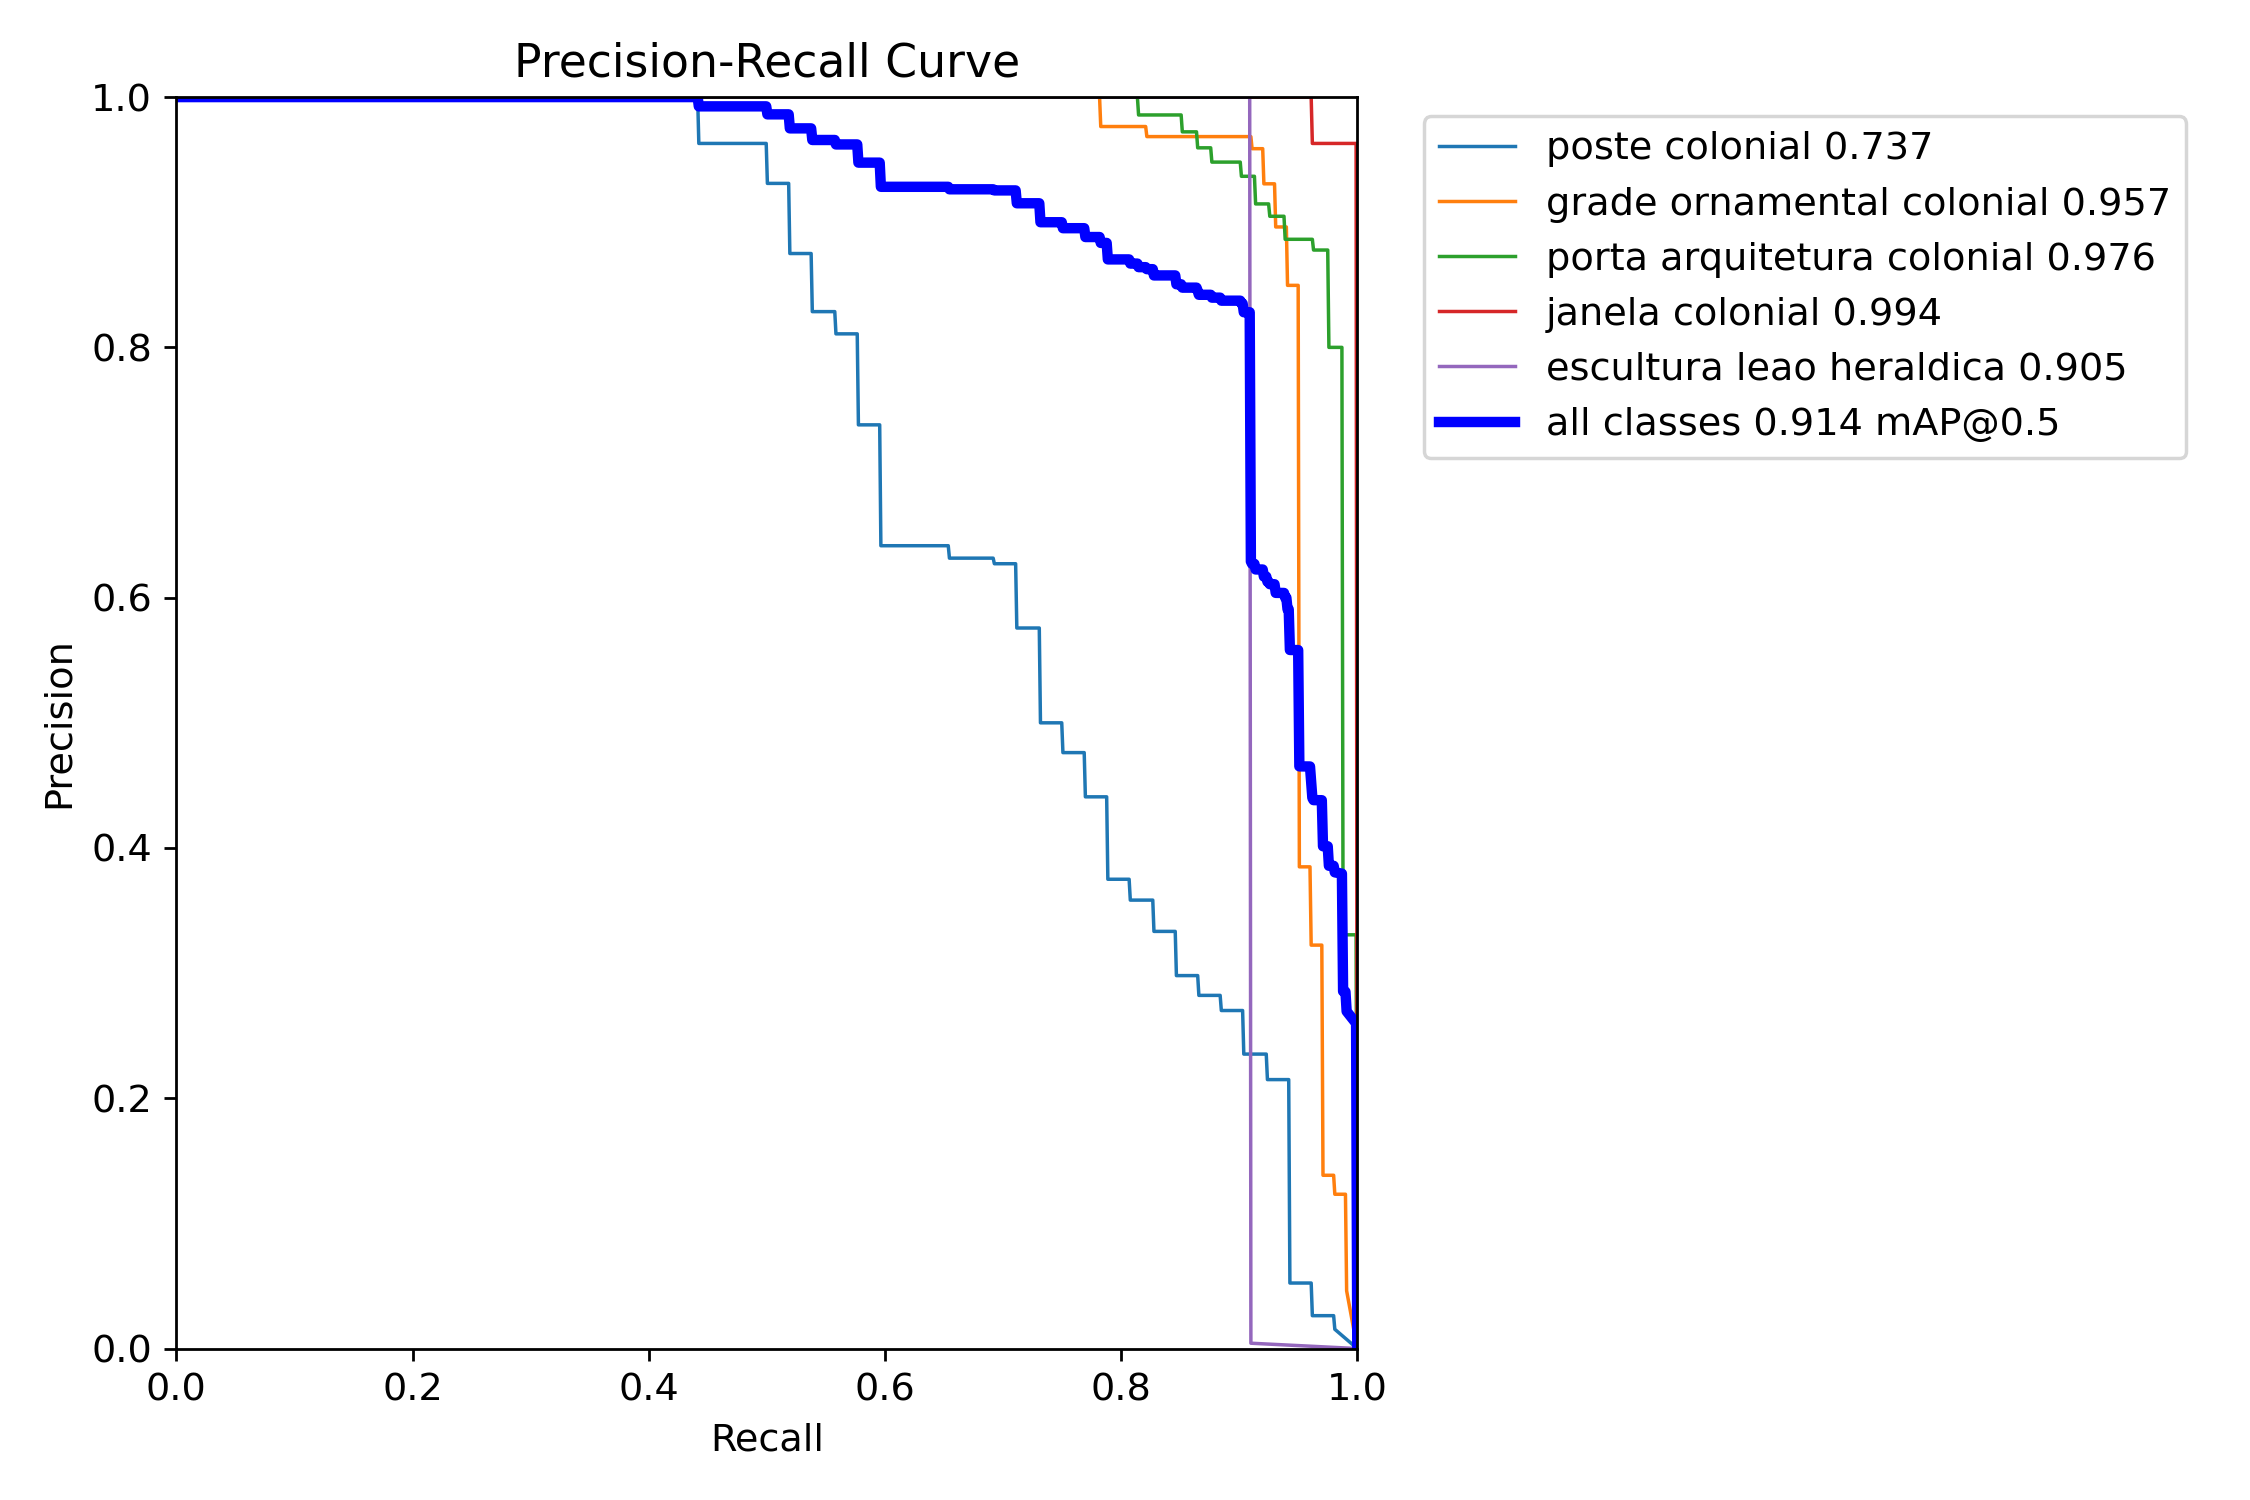 Precision-Recall Curve
1.0
0.8
0.6
0.4
0.2
0.0
Precision
0.0 0.2 0.4 0.6 0.8 1.0
Recall
poste colonial 0.737
grade ornamental colonial 0.957
porta arquitetura colonial 0.976
janela colonial 0.994
escultura leao heraldica 0.905
all classes 0.914 mAP@0.5